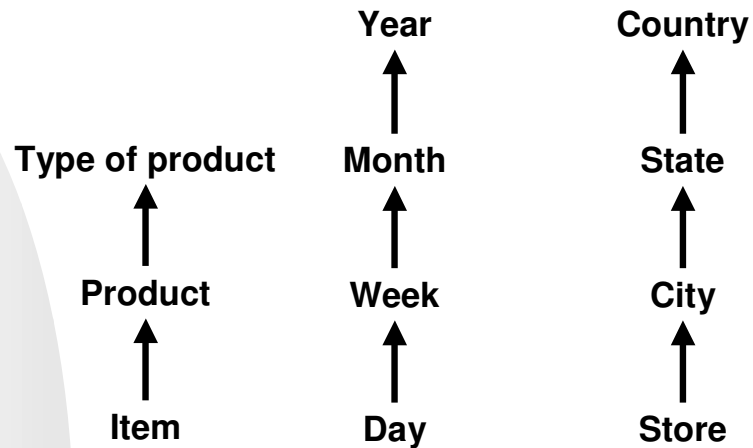 Year Country
Type of product Month State
Product Week City
Item Day Store